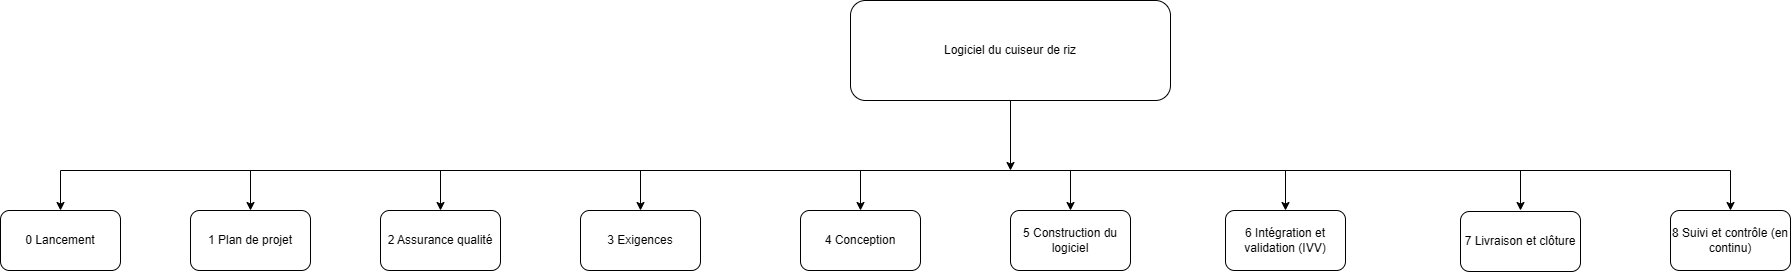 Logiciel du cuiseur de riz
0 Lancement
1 Plan de projet
2 Assurance qualité
3 Exigences
4 Conception
5 Construction du
logiciel
6 Intégration et
validation (IVV)
7 Livraison et clôture
8 Suivi et contrôle (en
continu)